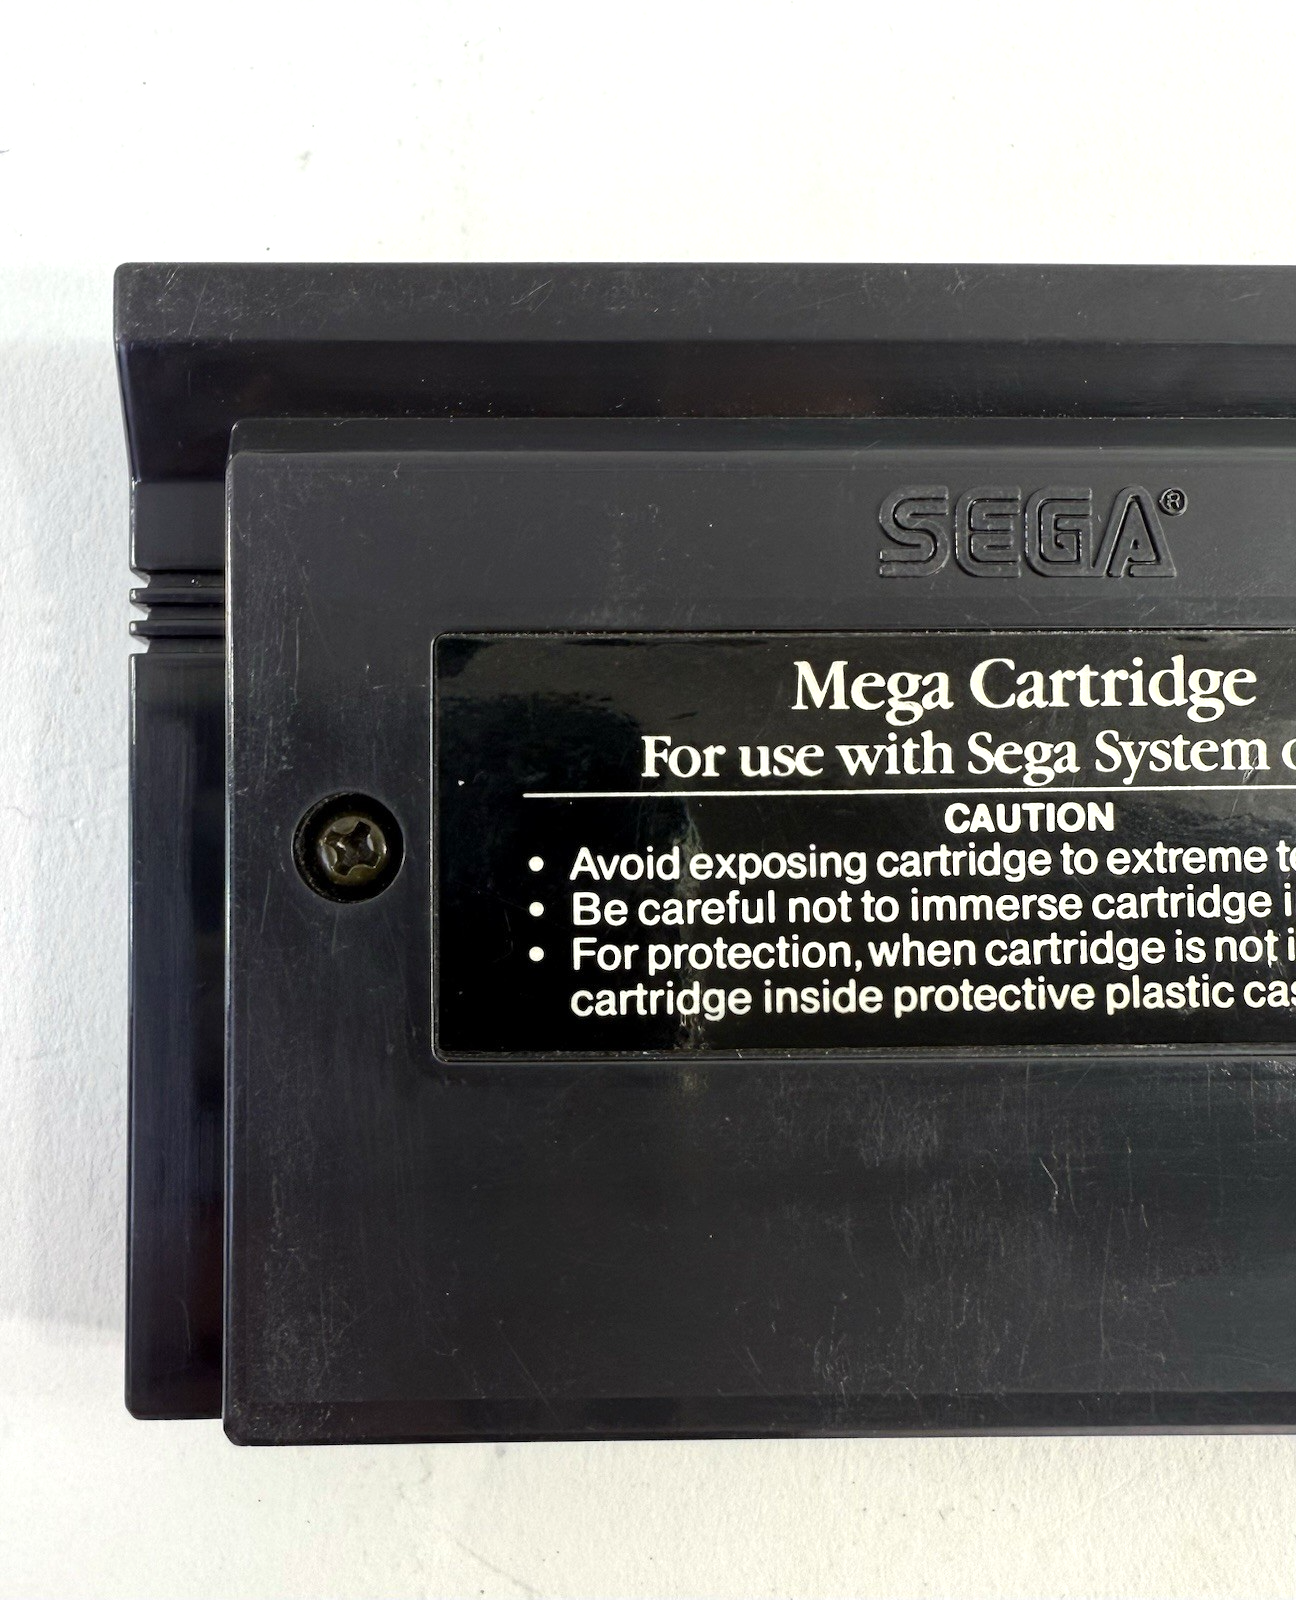 SEGA®
Mega Cartridge
For use with Sega System
CAUTION
• Avoid exposing cartridge to extreme
• Be careful not to immerse cartridge
• For protection, when cartridge is not
cartridge inside protective plastic